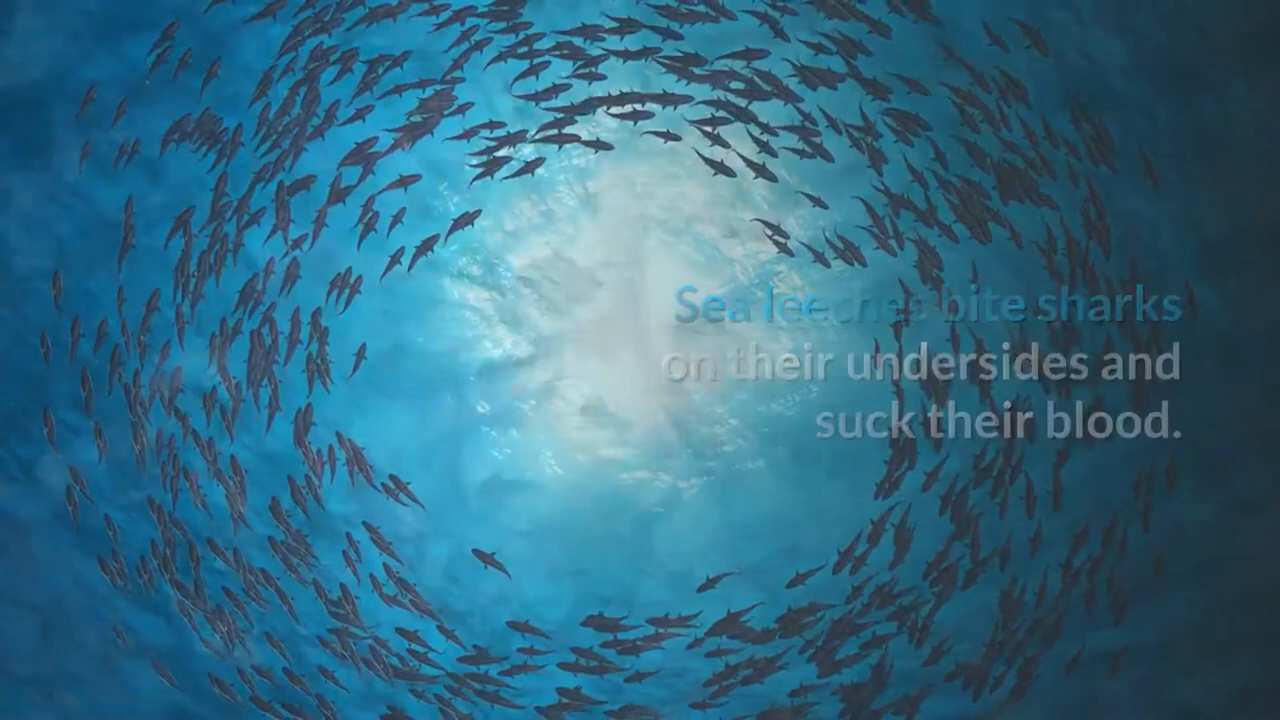 Sea leeches bite sharks
on their undersides and
suck their blood.